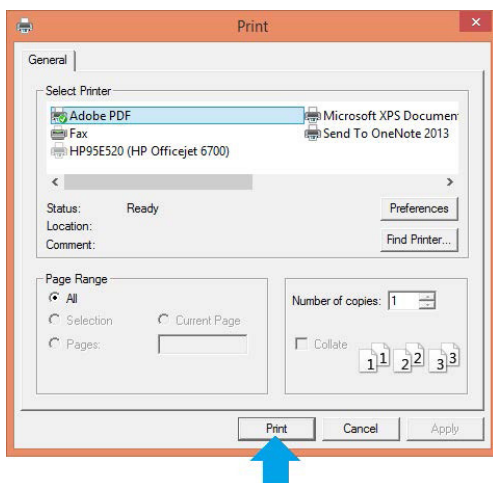 Print
General
Select Printer
Adobe PDF
Microsoft XPS Documen
Fax
Send To OneNote 2013
HP95E520 (HP Officejet 6700)
Status: Ready
Preferences
Location:
Comment:
Find Printer...
Page Range
All
Number of copies: 1
Selection
Current Page
Collate
Pages:
1 1 2 2 3 3
Print
Cancel
Apply